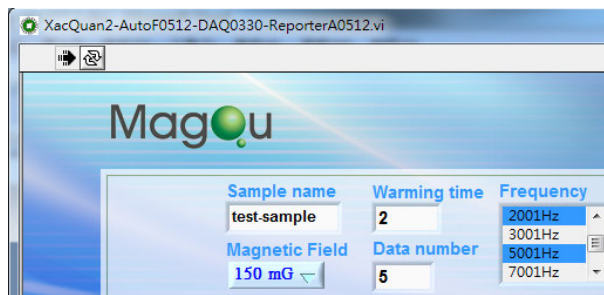 XacQuan2-AutoF0512-DAQ0330-ReporterA0512.vi
MagQu
Sample name Warming time Frequency
test-sample 2 2001Hz
3001Hz
Magnetic Field Data number 5001Hz
150 mG 5 7001Hz